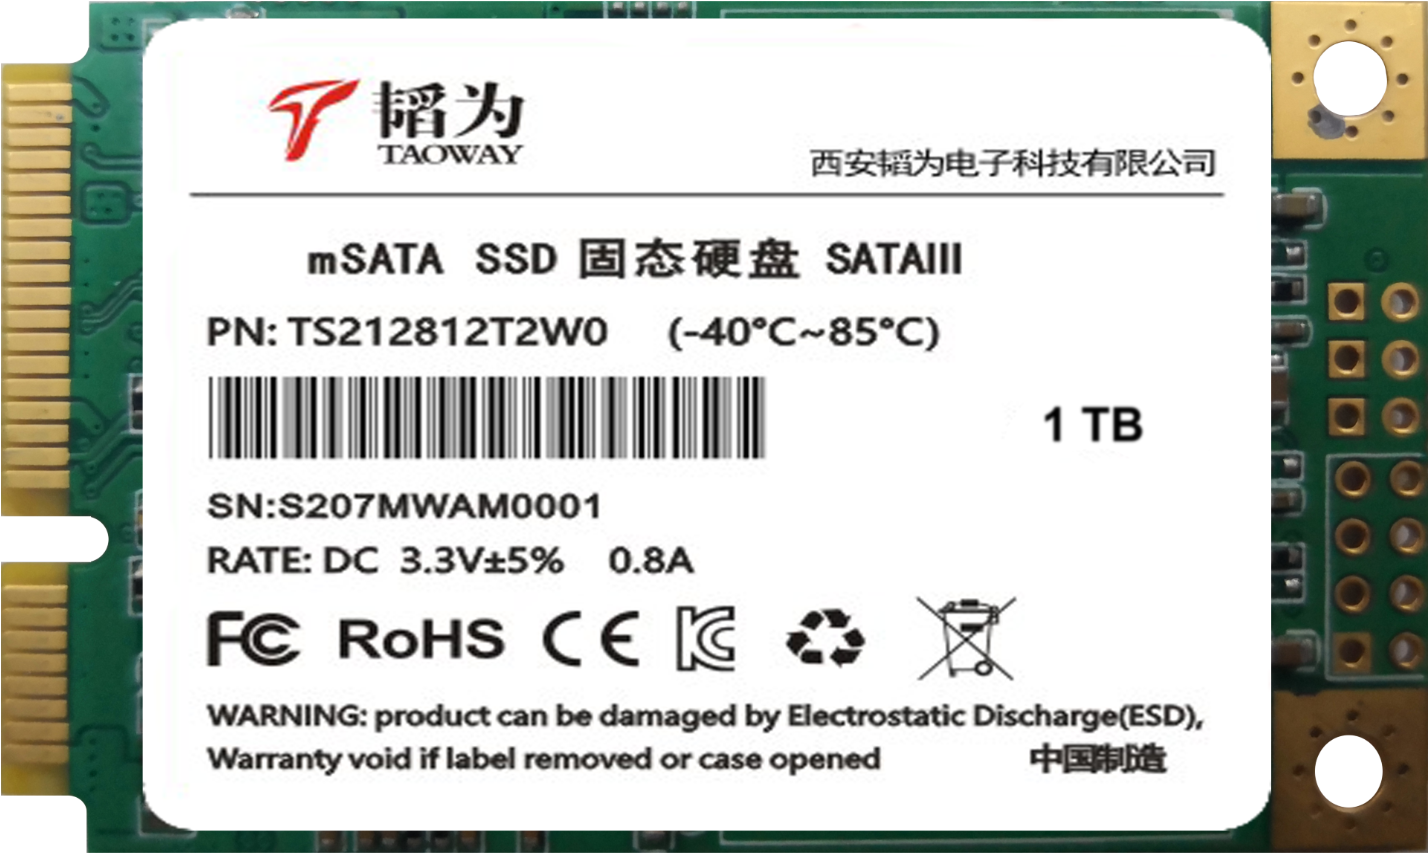 韬为
TAOWAY
西安韬为电子科技有限公司
mSATA SSD 固态硬盘 SATAIII
PN: TS212812T2W0 (-40°C~85°C)
1 TB
SN:S207MWAM0001
RATE: DC 3.3V±5% 0.8A
FC RoHS CE KC
WARNING: product can be damaged by Electrostatic Discharge(ESD),
Warranty void if label removed or case opened 中国制造